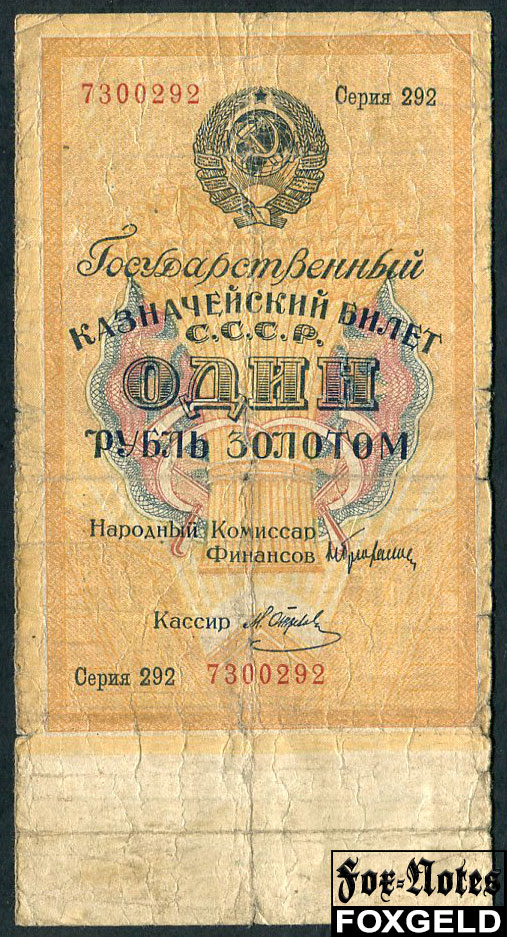 7300292 Серия 292
Государственный
КАЗНАЧЕЙСКИЙ БИЛЕТ
С.С.С.Р.
ОДИН
РУБЛЬ ЗОЛОТОМ
Народный Комиссар
Финансов
Кассир
Серия 292 7300292
Fox-Notes
FOXGELD